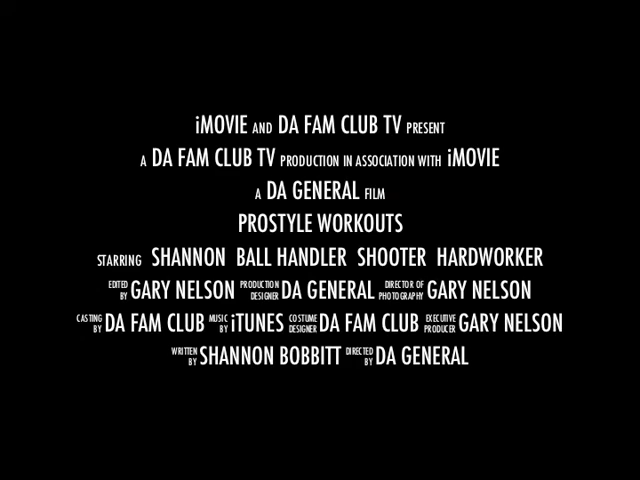 iMOVIE AND DA FAM CLUB TV PRESENT
A DA FAM CLUB TV PRODUCTION IN ASSOCIATION WITH iMOVIE
A DA GENERAL FILM
PROSTYLE WORKOUTS
STARRING SHANNON BALL HANDLER SHOOTER HARDWORKER
EDITED BY GARY NELSON PRODUCTION DESIGNER DA GENERAL DIRECTOR OF PHOTOGRAPHY GARY NELSON
CASTING BY DA FAM CLUB MUSIC BY iTUNES COSTUME DESIGNER DA FAM CLUB EXECUTIVE PRODUCER GARY NELSON
WRITTEN BY SHANNON BOBBITT DIRECTED BY DA GENERAL